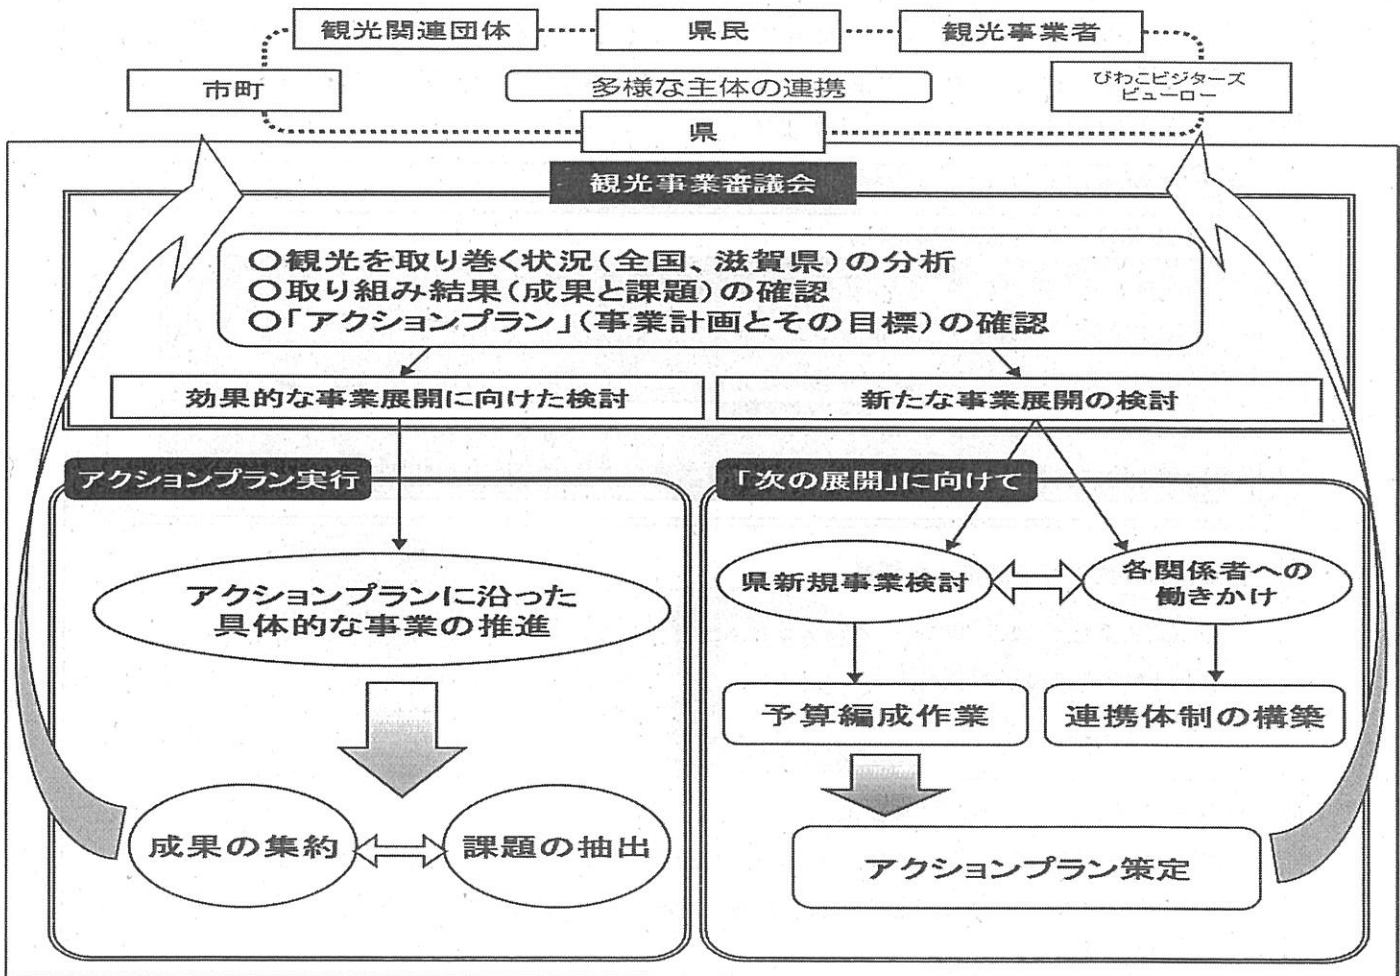 観光関連団体
県民
観光事業者
市町
多様な主体の連携
びわこビジターズ
ビューロー
県
観光事業審議会
○観光を取り巻く状況(全国、滋賀県)の分析
○取り組み結果(成果と課題)の確認
○「アクションプラン」(事業計画とその目標)の確認
効果的な事業展開に向けた検討
新たな事業展開の検討
アクションプラン実行
アクションプランに沿った
具体的な事業の推進
成果の集約
課題の抽出
「次の展開」に向けて
県新規事業検討
各関係者への
働きかけ
予算編成作業
連携体制の構築
アクションプラン策定